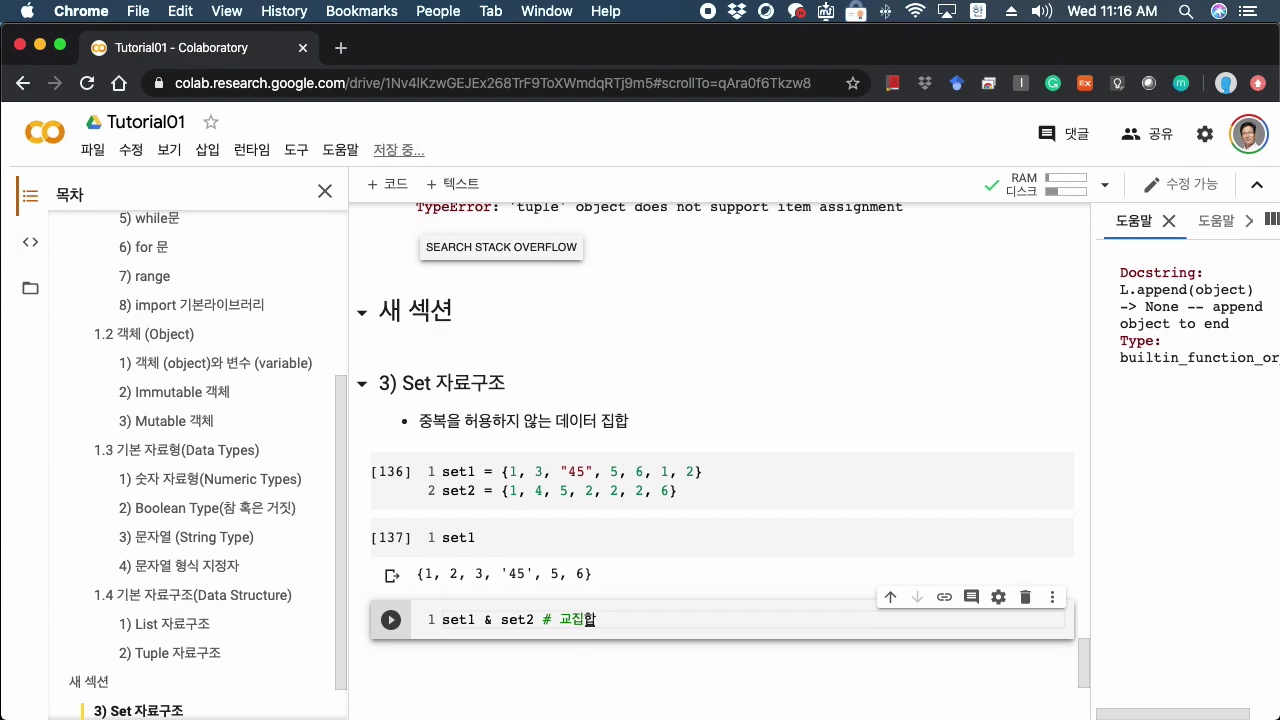 Chrome File Edit View History Bookmarks People Tab Window Help 한 Wed 11:16 AM
Tutorial01 - Colaboratory
colab.research.google.com/drive/1Nv4lKzwGEJEx268TrF9ToXWmdqRTj9m5#scrollTo=qAra0f6Tkzw8
Tutorial01
댓글 공유
파일 수정 보기 삽입 런타임 도구 도움말 저장 중...
목차
+ 코드 + 텍스트
RAM
디스크
수정 가능
5) while문
6) for 문
7) range
8) import 기본라이브러리
1.2 객체 (Object)
1) 객체 (object)와 변수 (variable)
2) Immutable 객체
3) Mutable 객체
1.3 기본 자료형(Data Types)
1) 숫자 자료형(Numeric Types)
2) Boolean Type(참 혹은 거짓)
3) 문자열 (String Type)
4) 문자열 형식 지정자
1.4 기본 자료구조(Data Structure)
1) List 자료구조
2) Tuple 자료구조
새 섹션
3) Set 자료구조
TypeError: 'tuple' object does not support item assignment
SEARCH STACK OVERFLOW
새 섹션
3) Set 자료구조
• 중복을 허용하지 않는 데이터 집합
[136] 1 set1 = {1, 3, "45", 5, 6, 1, 2}
2 set2 = {1, 4, 5, 2, 2, 2, 6}
[137] 1 set1
{1, 2, 3, '45', 5, 6}
1 set1 & set2 # 교집합
도움말 도움말
Docstring:
L.append(object)
-> None -- append
object to end
Type:
builtin_function_or_